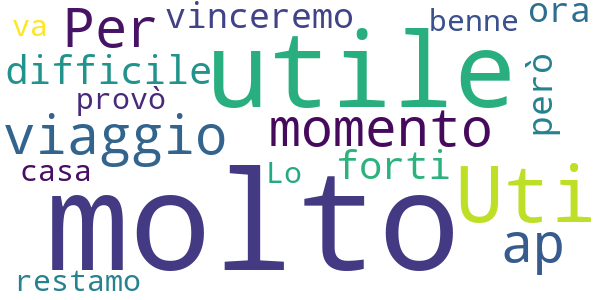 va Per vinceremo benne ora
difficile utile però
provò
viaggio momento
casa Lo forti Uti
molto ap
restamo